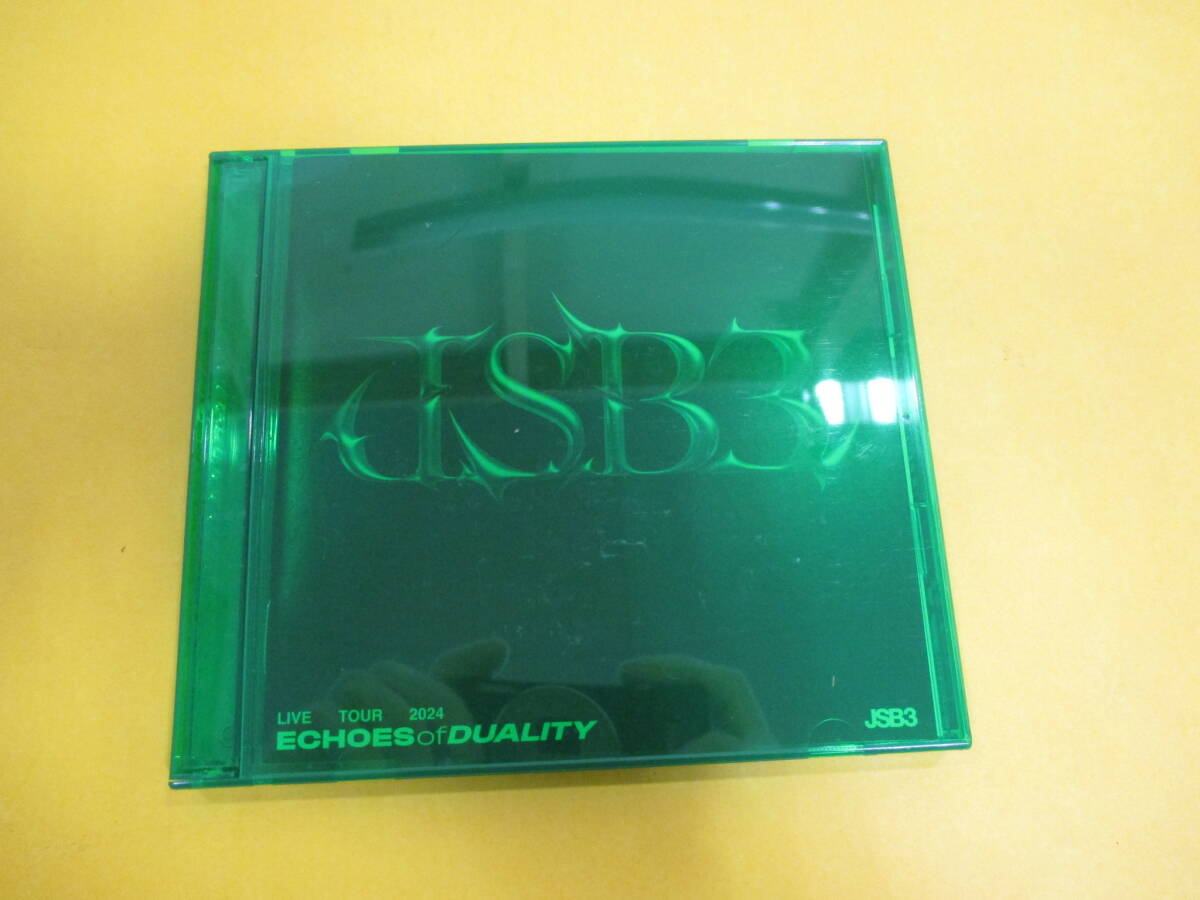 JSB3
LIVE TOUR 2024
ECHOES of DUALITY
JSB3